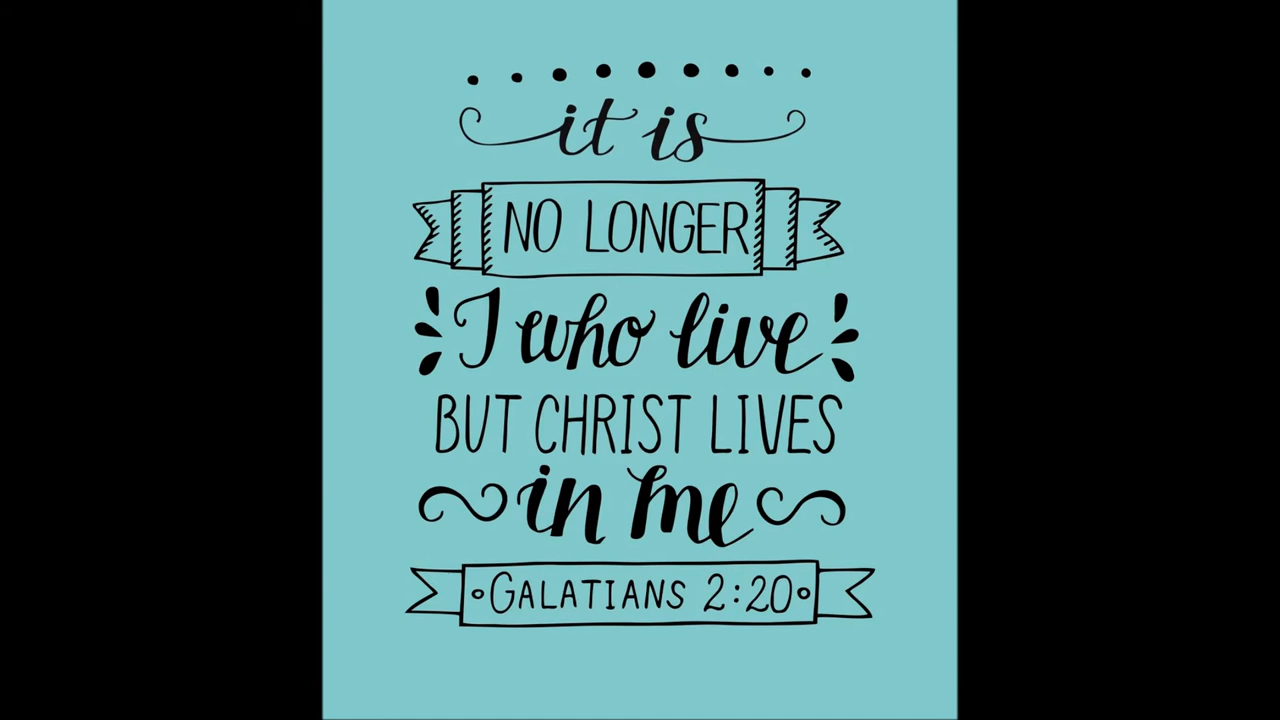 it is
NO LONGER
I who live
BUT CHRIST LIVES
in me
GALATIANS 2:20